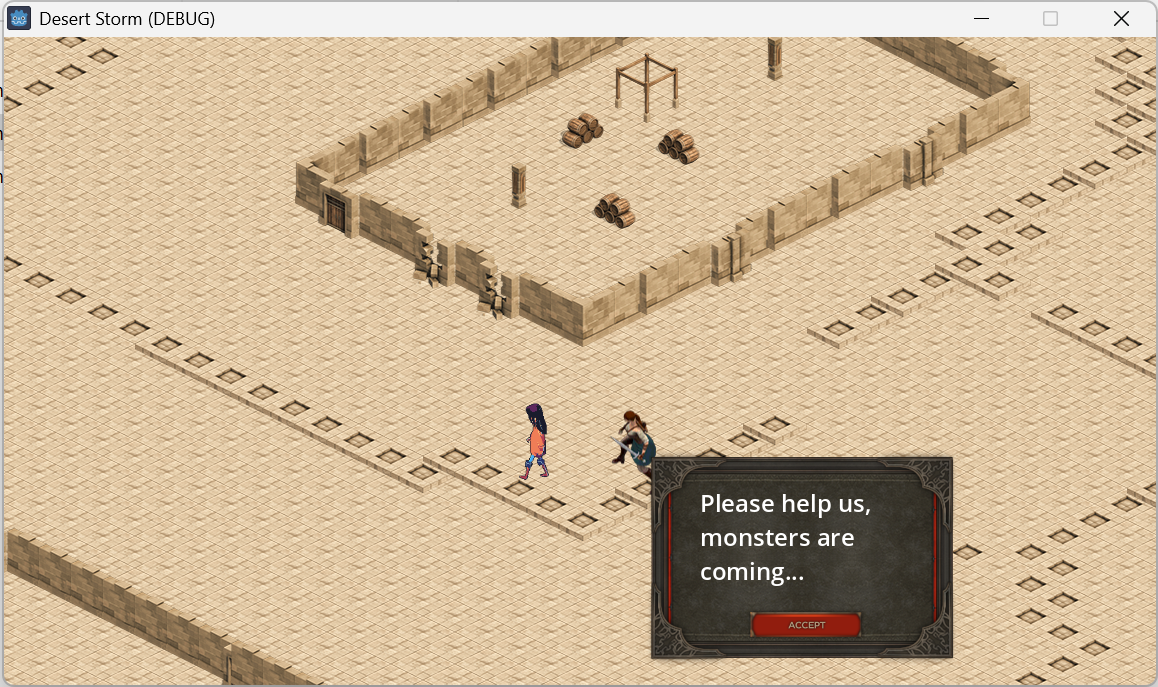 Desert Storm (DEBUG)
Please help us,
monsters are
coming...
ACCEPT